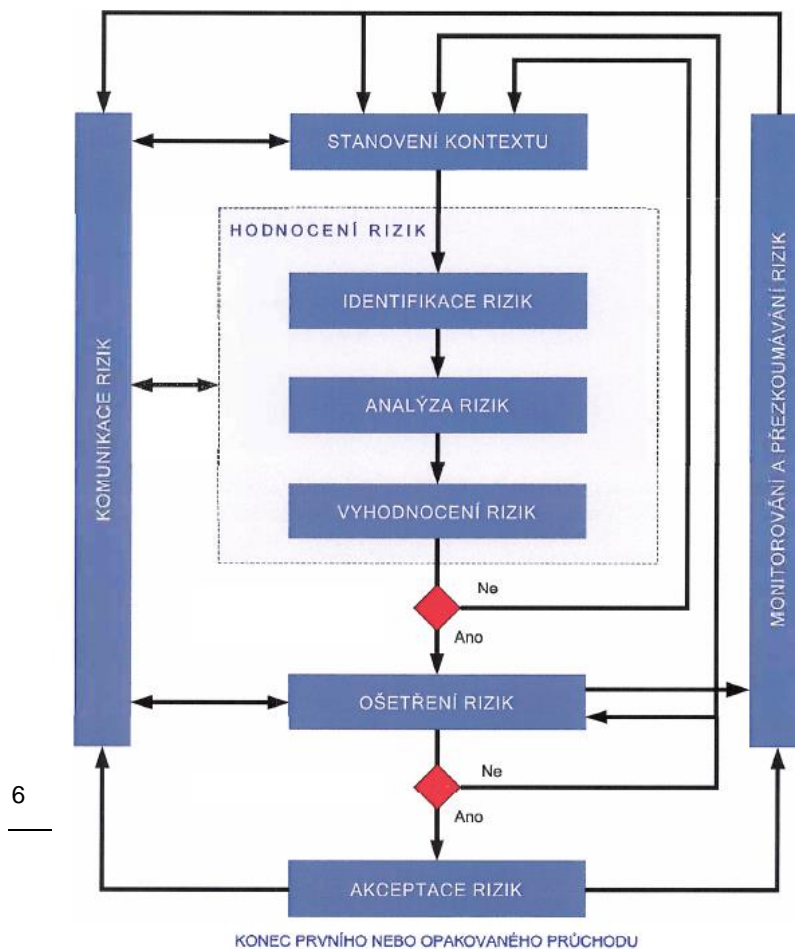 STANOVENÍ KONTEXTU
HODNOCENÍ RIZIK
IDENTIFIKACE RIZIK
ANALÝZA RIZIK
VYHODNOCENÍ RIZIK
Ne
Ano
OŠETŘENÍ RIZIK
Ne
Ano
AKCEPTACE RIZIK
KOMUNIKACE RIZIK
MONITOROVÁNÍ A PŘEZKOUMÁVÁNÍ RIZIK
6
KONEC PRVNÍHO NEBO OPAKOVANÉHO PRŮCHODU